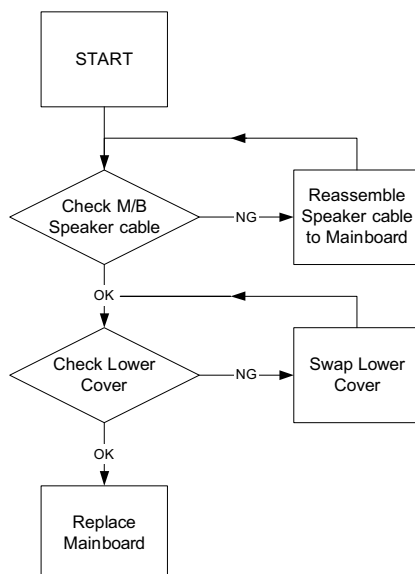 START
Check M/B
Speaker cable
NG
Reassemble
Speaker cable
to Mainboard
OK
Check Lower
Cover
NG
Swap Lower
Cover
OK
Replace
Mainboard